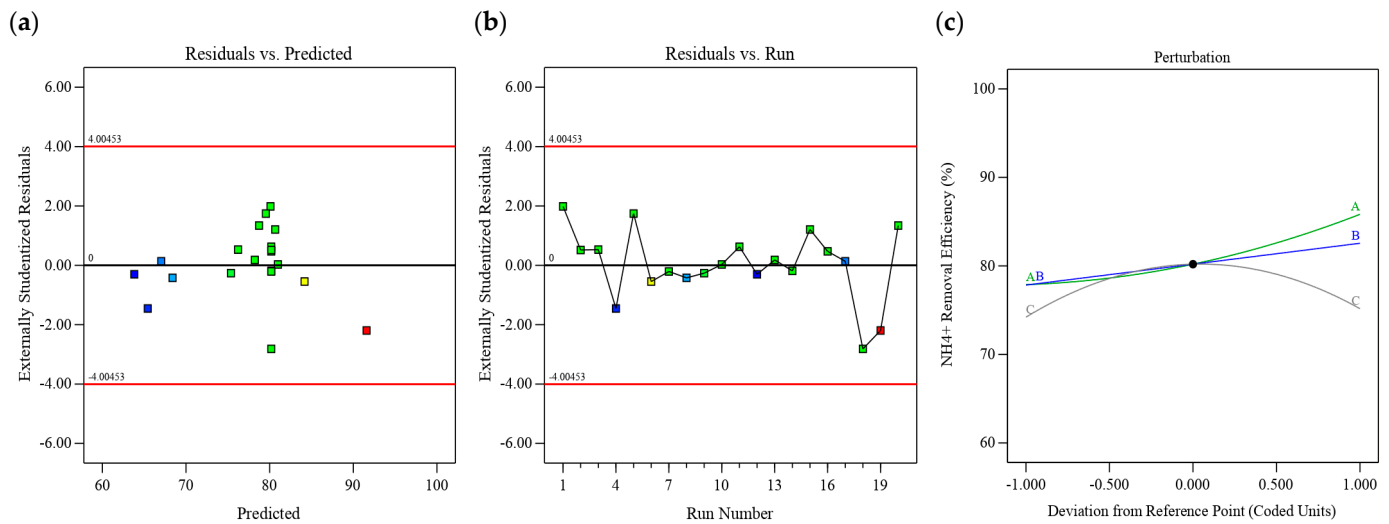 (a)
Residuals vs. Predicted
Externally Studentized Residuals
6.00
4.00
2.00
0.00
-2.00
-4.00
-6.00
4.00453
0
-4.00453
60 70 80 90 100
Predicted
(b)
Residuals vs. Run
Externally Studentized Residuals
6.00
4.00
2.00
0.00
-2.00
-4.00
-6.00
4.00453
0
-4.00453
1 4 7 10 13 16 19
Run Number
(c)
Perturbation
NH4+ Removal Efficiency (%)
100
90
80
70
60
A
B
AB
C
C
-1.000 -0.500 0.000 0.500 1.000
Deviation from Reference Point (Coded Units)